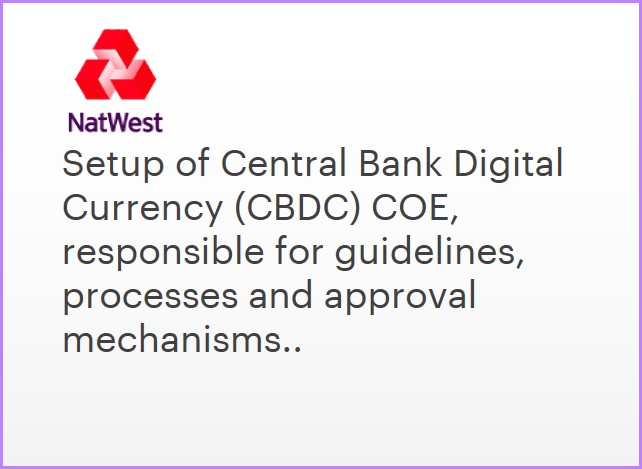 NatWest
Setup of Central Bank Digital
Currency (CBDC) COE,
responsible for guidelines,
processes and approval
mechanisms..